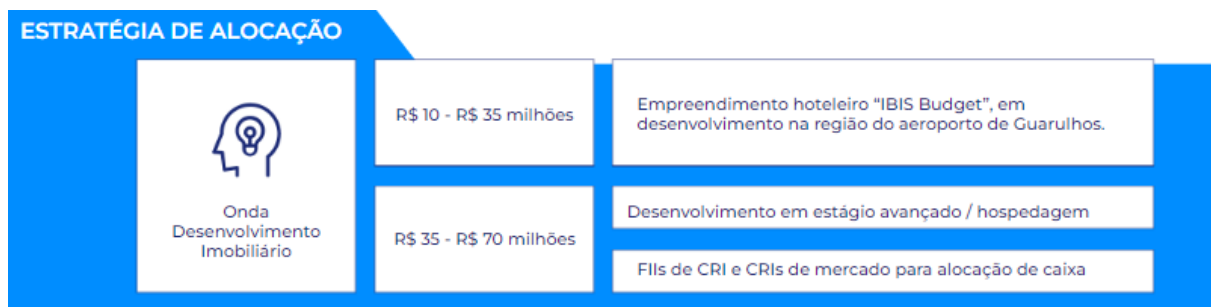 ESTRATÉGIA DE ALOCAÇÃO
Onda
Desenvolvimento
Imobiliário
R$ 10 - R$ 35 milhões
Empreendimento hoteleiro “IBIS Budget”, em
desenvolvimento na região do aeroporto de Guarulhos.
R$ 35 - R$ 70 milhões
Desenvolvimento em estágio avançado / hospedagem
FIIs de CRI e CRIs de mercado para alocação de caixa